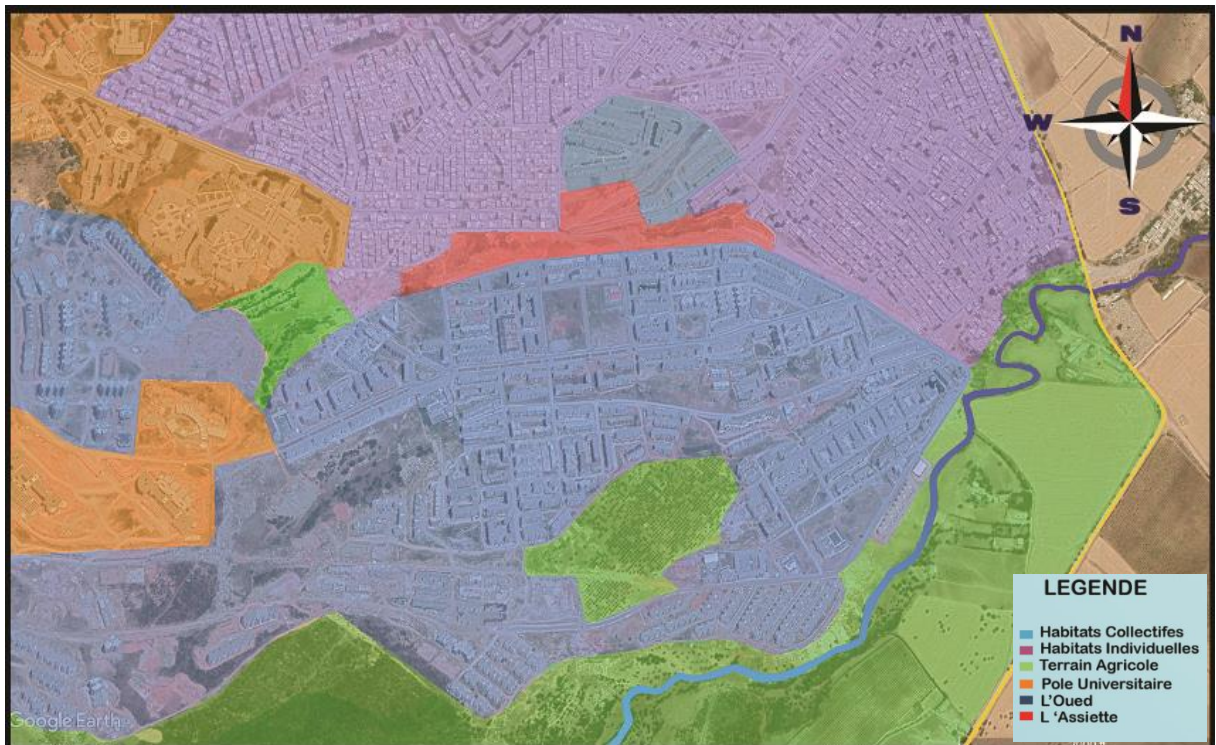 N
W
S
LEGENDE
Habitats Collectifes
Habitats Individuelles
Terrain Agricole
Pole Universitaire
L'Oued
L 'Assiette
Google Earth